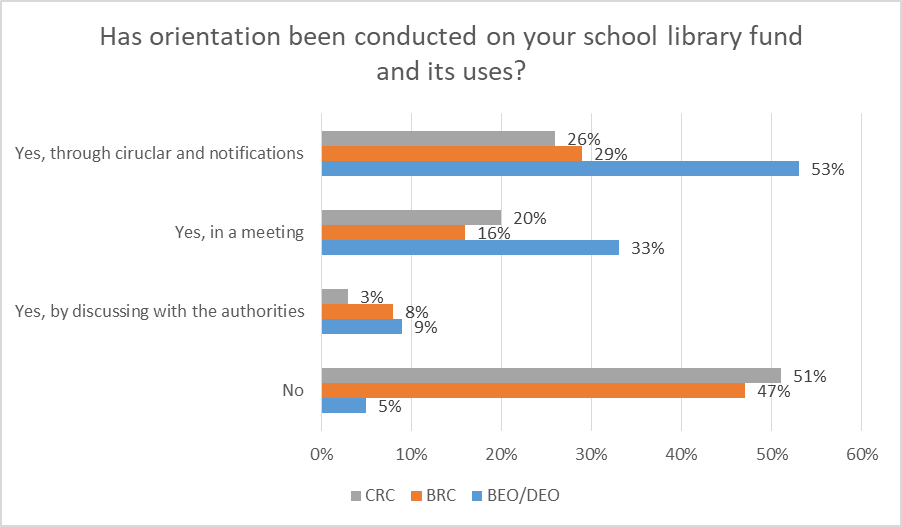 Has orientation been conducted on your school library fund
and its uses?
Yes, through ciruclar and notifications
26%
29%
53%
Yes, in a meeting
20%
16%
33%
Yes, by discussing with the authorities
3%
8%
9%
No
51%
47%
5%
0% 10% 20% 30% 40% 50% 60%
CRC BRC BEO/DEO